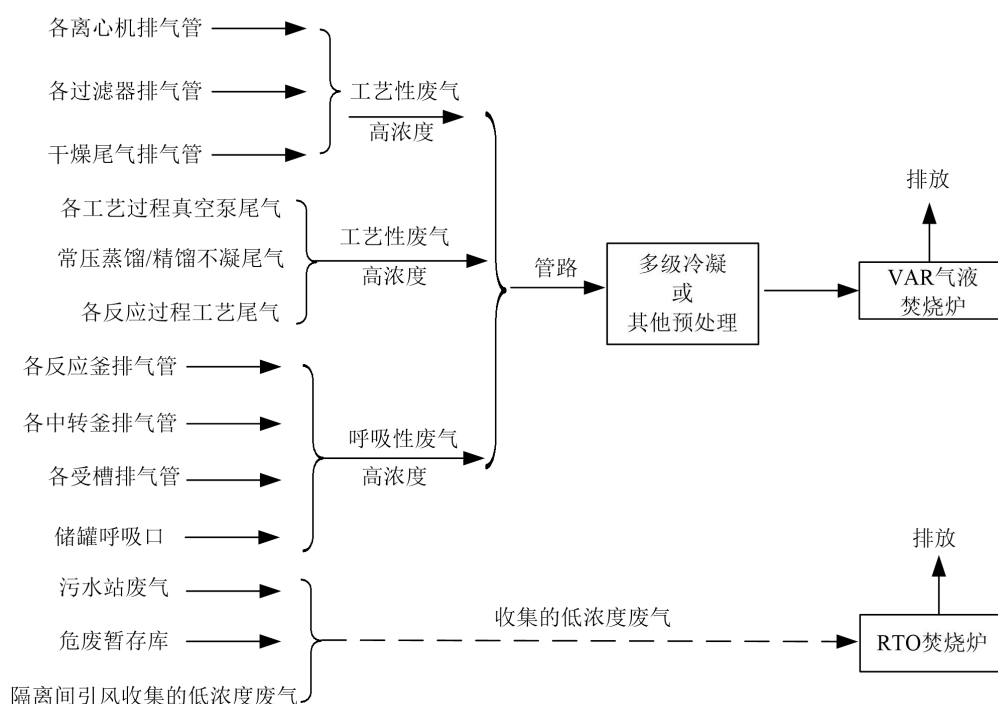 各离心机排气管
各过滤器排气管
干燥尾气排气管
工艺性废气
高浓度
各工艺过程真空泵尾气
常压蒸馏/精馏不凝尾气
各反应过程工艺尾气
工艺性废气
高浓度
各反应釜排气管
各中转釜排气管
各受槽排气管
储罐呼吸口
呼吸性废气
高浓度
管路
多级冷凝
或
其他预处理
排放
VAR气液
焚烧炉
污水站废气
危废暂存库
隔离间引风收集的低浓度废气
收集的低浓度废气
排放
RTO焚烧炉